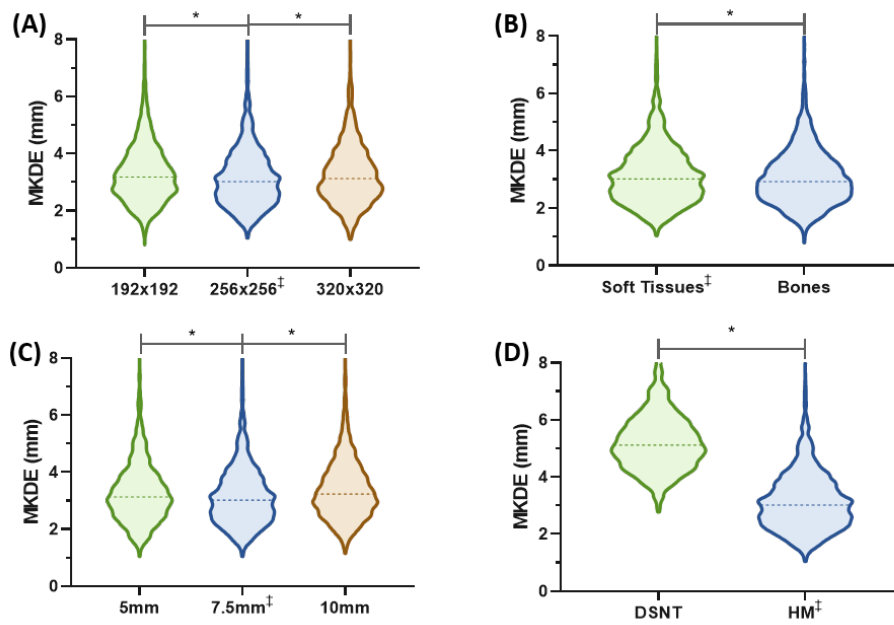 (A)
*
*
8
6
4
2
0
MKDE (mm)
192x192
256x256‡
320x320
(B)
*
8
6
4
2
0
MKDE (mm)
Soft Tissues‡
Bones
(C)
*
*
8
6
4
2
0
MKDE (mm)
5mm
7.5mm‡
10mm
(D)
*
8
6
4
2
0
MKDE (mm)
DSNT
HM‡